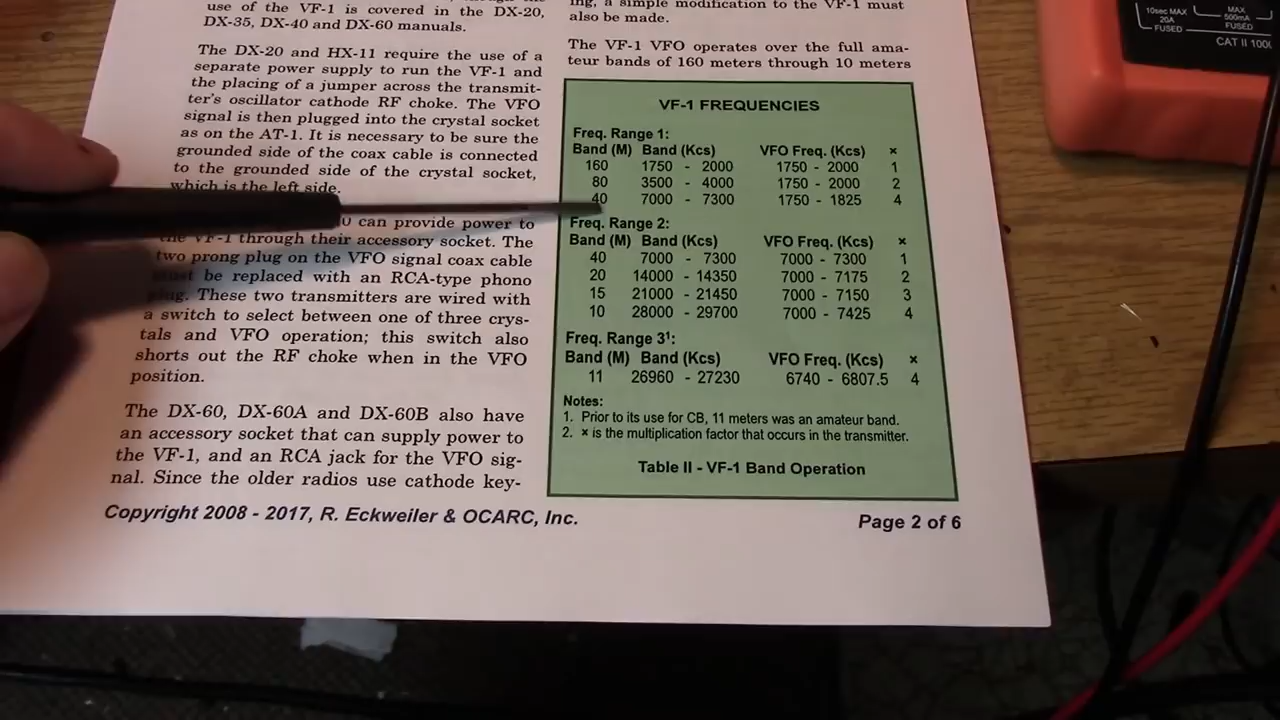 use of the VF-1 is covered in the DX-20,
DX-35, DX-40 and DX-60 manuals.
The DX-20 and HX-11 require the use of a
separate power supply to run the VF-1 and
the placing of a jumper across the transmit-
ter's oscillator cathode RF choke. The VFO
signal is then plugged into the crystal socket
as on the AT-1. It is necessary to be sure the
grounded side of the coax cable is connected
to the grounded side of the crystal socket,
which is the left side.
can provide power to
the VF-1 through their accessory socket. The
two prong plug on the VFO signal coax cable
must be replaced with an RCA-type phono
plug. These two transmitters are wired with
a switch to select between one of three crys-
tals and VFO operation; this switch also
shorts out the RF choke when in the VFO
position.
The DX-60, DX-60A and DX-60B also have
an accessory socket that can supply power to
the VF-1, and an RCA jack for the VFO sig-
nal. Since the older radios use cathode key-
ing, a simple modification to the VF-1 must
also be made.
The VF-1 VFO operates over the full ama-
teur bands of 160 meters through 10 meters
VF-1 FREQUENCIES
Freq. Range 1:
Band (M) Band (Kcs) VFO Freq. (Kcs) ×
160 1750 - 2000 1750 - 2000 1
80 3500 - 4000 1750 - 2000 2
40 7000 - 7300 1750 - 1825 4
Freq. Range 2:
Band (M) Band (Kcs) VFO Freq. (Kcs) ×
40 7000 - 7300 7000 - 7300 1
20 14000 - 14350 7000 - 7175 2
15 21000 - 21450 7000 - 7150 3
10 28000 - 29700 7000 - 7425 4
Freq. Range 3¹:
Band (M) Band (Kcs) VFO Freq. (Kcs) ×
11 26960 - 27230 6740 - 6807.5 4
Notes:
1. Prior to its use for CB, 11 meters was an amateur band.
2. × is the multiplication factor that occurs in the transmitter.
Table II - VF-1 Band Operation
Copyright 2008 - 2017, R. Eckweiler & OCARC, Inc.
Page 2 of 6
10sec MAX
20A
FUSED
MAX
500mA
FUSED
CAT II